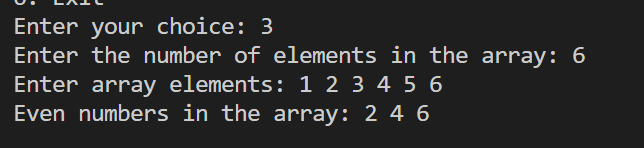 Enter your choice: 3
Enter the number of elements in the array: 6
Enter array elements: 1 2 3 4 5 6
Even numbers in the array: 2 4 6